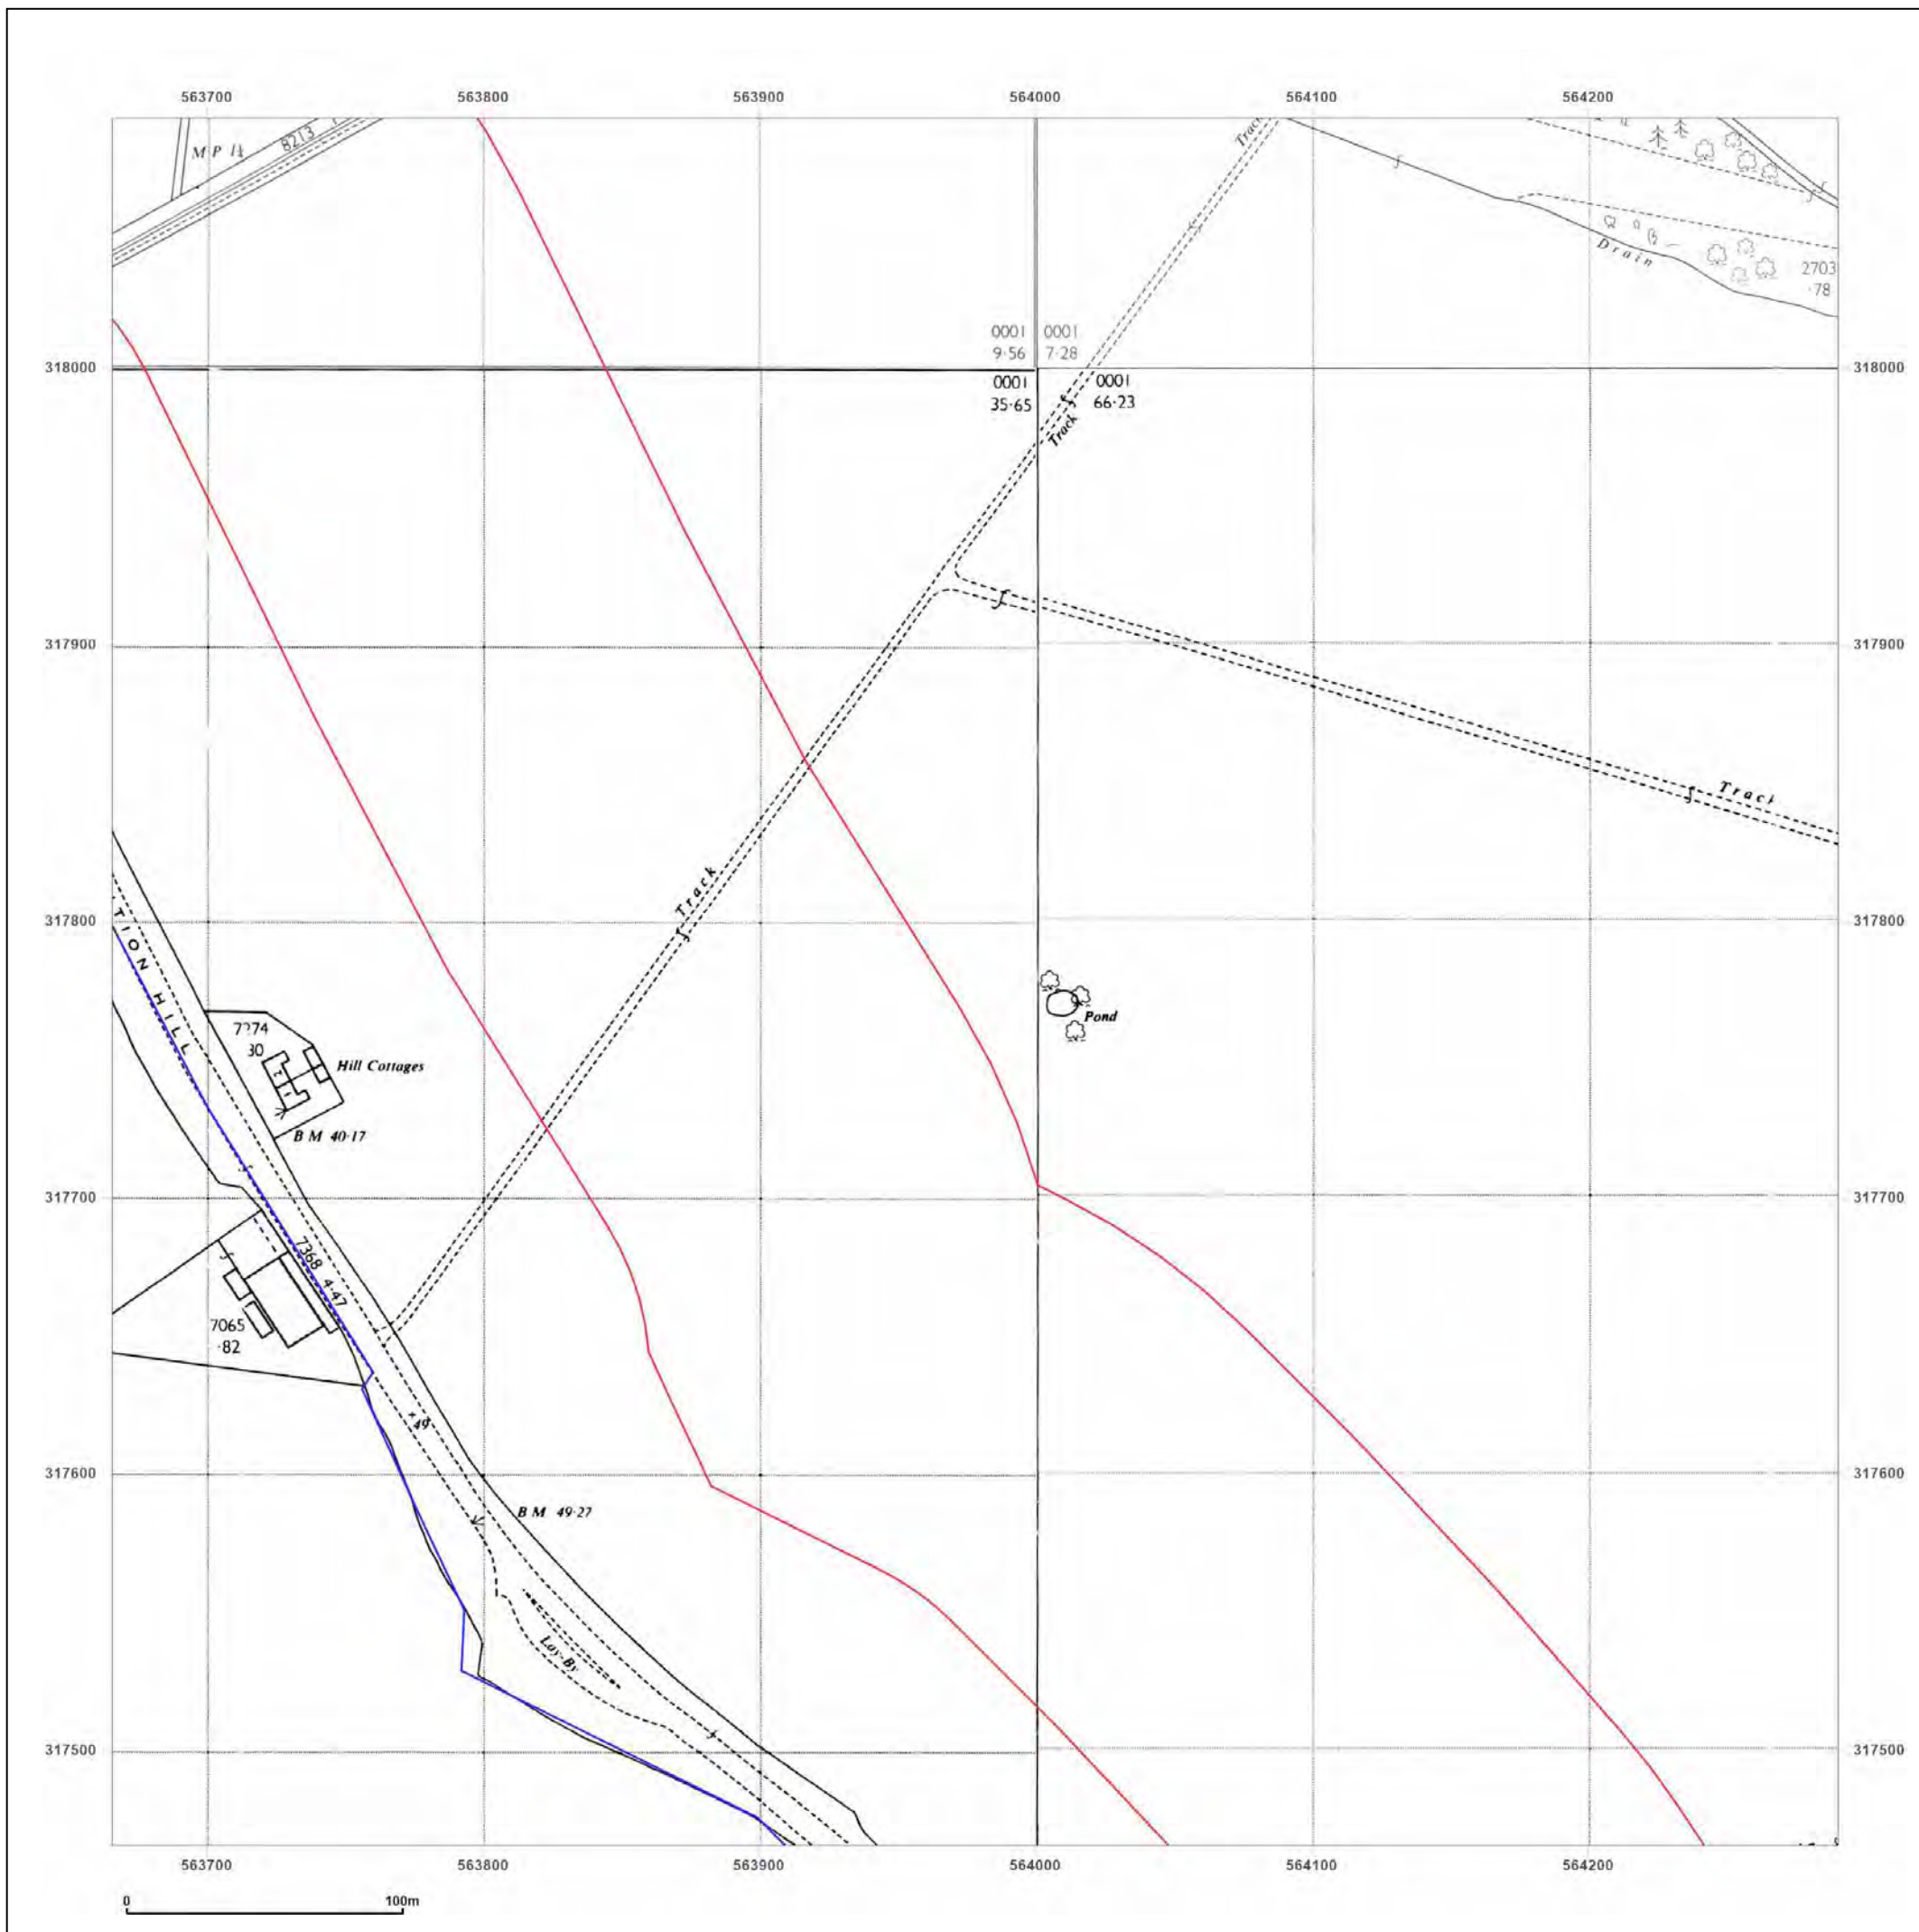 563700 563800 563900 564000 564100 564200
Track
M P 1¼
8213
Drain
2703
·78
0001 0001
9·56 7·28
318000 318000
0001 0001
35·65 66·23
Track
317900 317900
Track
317800 317800
TION HILL
Pond
30
Hill Cottages
2
1
B M 40·17
317700 317700
7368 4·47
7065
·82
+49
317600 317600
B M 49·27
Lay-By
317500 317500
563700 563800 563900 564000 564100 564200
0 100m